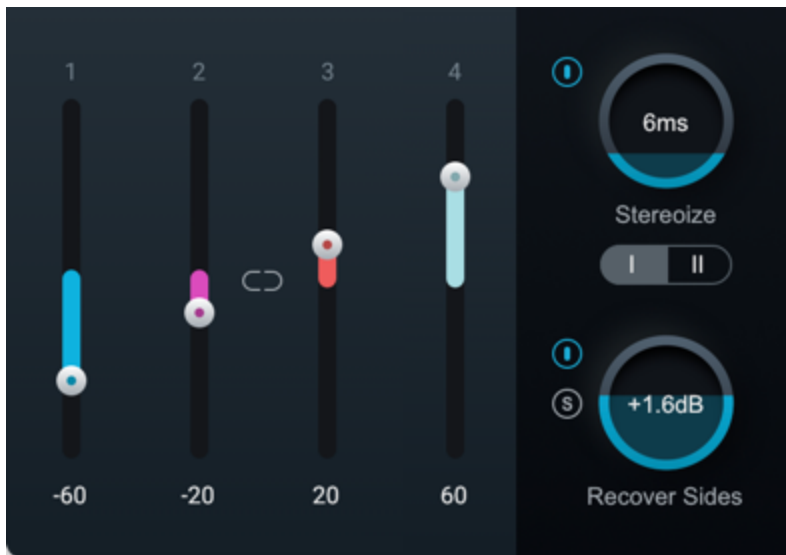 1 2 3 4
6ms
Stereoize
I II
S
+1.6dB
-60 -20 20 60
Recover Sides